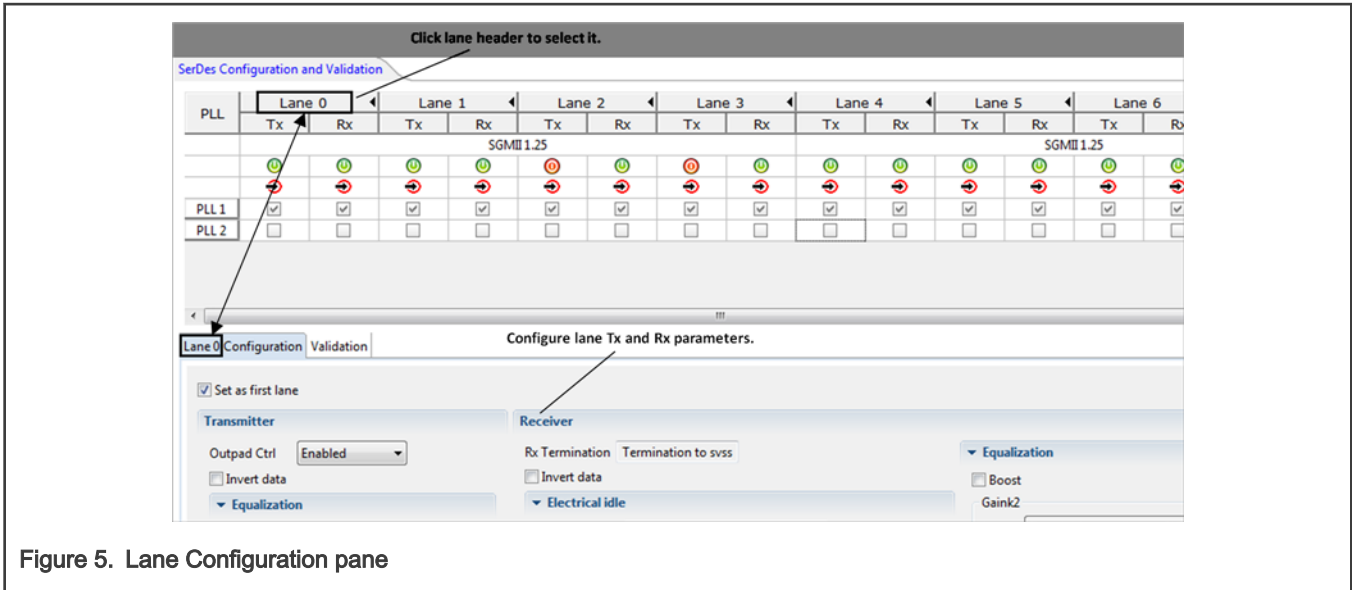 Click lane header to select it.
SerDes Configuration and Validation
PLL Lane 0 Lane 1 Lane 2 Lane 3 Lane 4 Lane 5 Lane 6
Tx Rx Tx Rx Tx Rx Tx Rx Tx Rx Tx Rx Tx
SGMII 1.25 SGMII 1.25
PLL 1
PLL 2
Lane 0 Configuration Validation
Configure lane Tx and Rx parameters.
Set as first lane
Transmitter Receiver
Outpad Ctrl Enabled Rx Termination Termination to svss Equalization
Invert data Invert data Boost
Equalization Electrical idle Gaink2
Figure 5. Lane Configuration pane